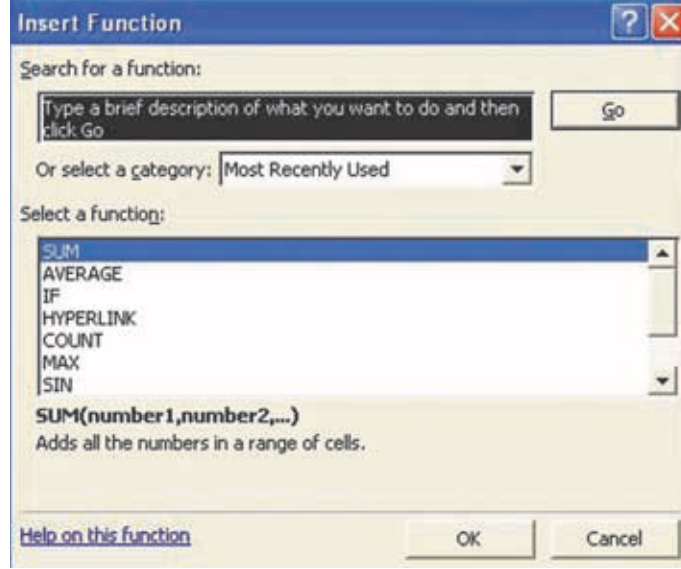 Insert Function
Search for a function:
Type a brief description of what you want to do and then
click Go
Go
Or select a category: Most Recently Used
Select a function:
SUM
AVERAGE
IF
HYPERLINK
COUNT
MAX
SIN
SUM(number1,number2,...)
Adds all the numbers in a range of cells.
Help on this function
OK
Cancel